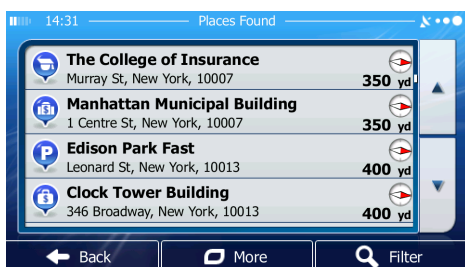 14:31 Places Found
The College of Insurance
Murray St, New York, 10007
350 yd
Manhattan Municipal Building
1 Centre St, New York, 10007
350 yd
Edison Park Fast
Leonard St, New York, 10013
400 yd
Clock Tower Building
346 Broadway, New York, 10013
400 yd
Back More Filter